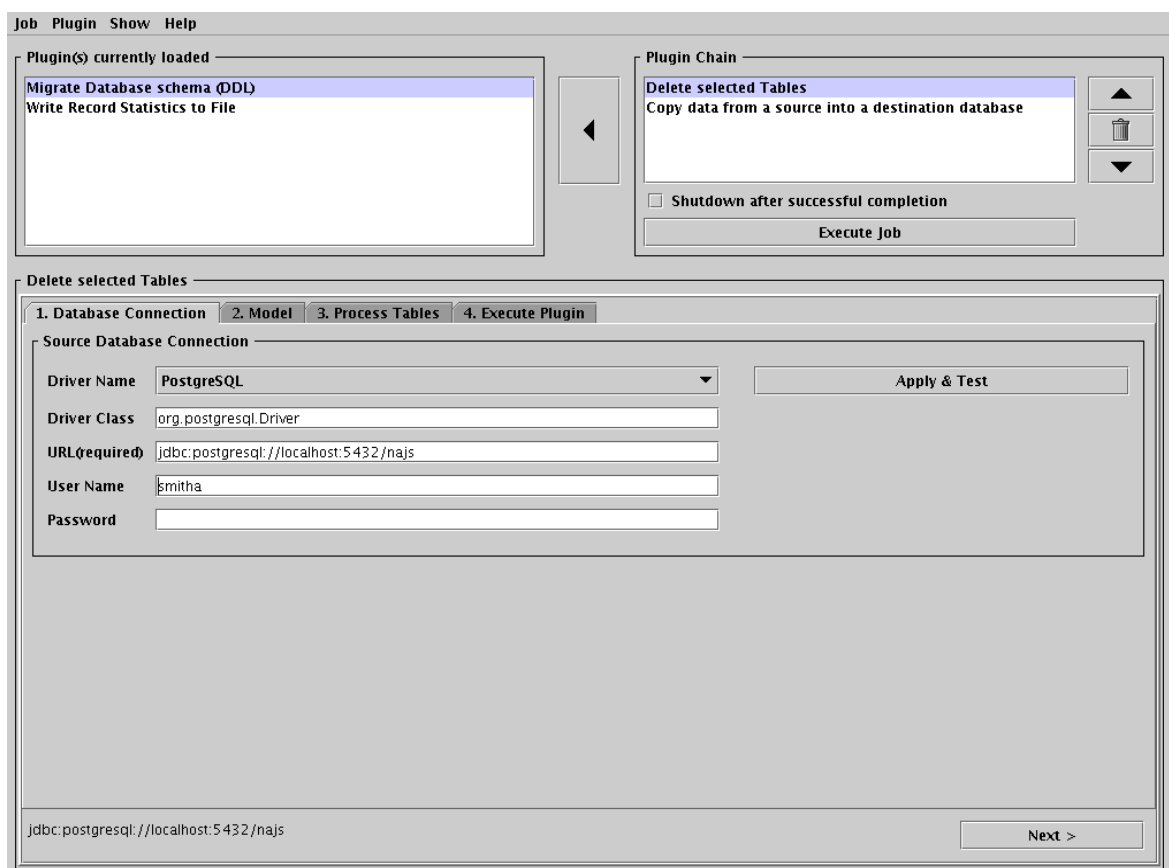 Job Plugin Show Help
Plugin(s) currently loaded
Migrate Database schema (DDL)
Write Record Statistics to File
Plugin Chain
Delete selected Tables
Copy data from a source into a destination database
Shutdown after successful completion
Execute Job
Delete selected Tables
1. Database Connection 2. Model 3. Process Tables 4. Execute Plugin
Source Database Connection
Driver Name PostgreSQL Apply & Test
Driver Class org.postgresql.Driver
URL(required) jdbc:postgresql://localhost:5432/najs
User Name smitha
Password
jdbc:postgresql://localhost:5432/najs Next >